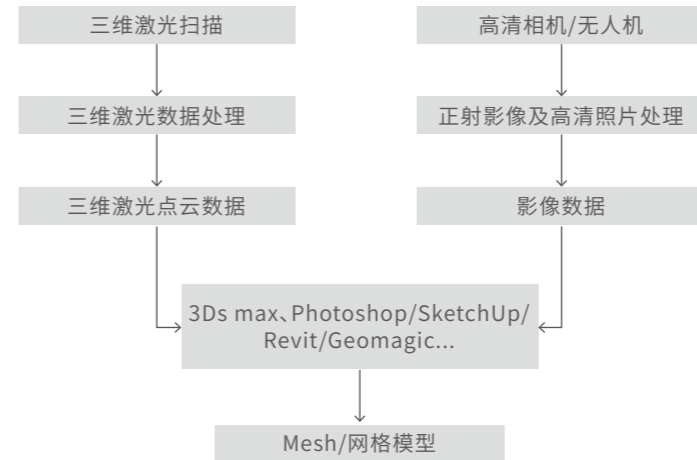 三维激光扫描
高清相机/无人机
三维激光数据处理
正射影像及高清照片处理
三维激光点云数据
影像数据
3Ds max、Photoshop/SketchUp/
Revit/Geomagic...
Mesh/网格模型